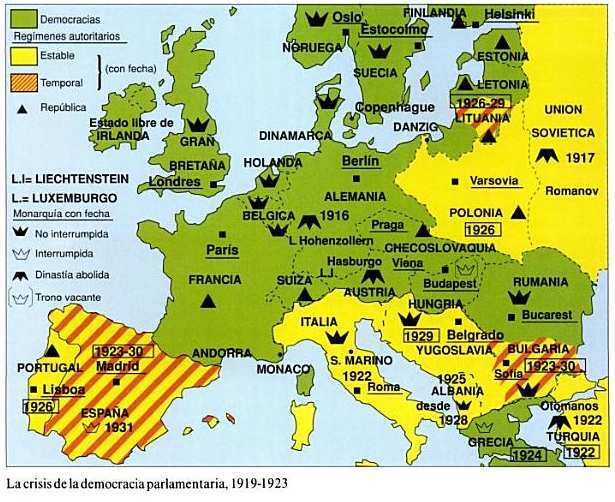 Democracias
Regímenes autoritarios
Estable
Temporal
(con fecha)
República
Estado libre de
IRLANDA
GRAN
BRETAÑA
Londres
L.I= LIECHTENSTEIN
L.= LUXEMBURGO
Monarquía con fecha
No interrumpida
Interrumpida
Dinastía abolida
Trono vacante
NORUEGA
Oslo
Estocolmo
SUECIA
FINLANDIA
Helsinki
ESTONIA
LETONIA
1926-29
LITUANIA
Copenhague
DINAMARCA
DANZIG
UNION
SOVIETICA
1917
Romanov
HOLANDA
Berlín
ALEMANIA
BELGICA
1916
L Hohenzollern
Varsovia
POLONIA
1926
Praga
CHECOSLOVAQUIA
París
FRANCIA
SUIZA
L.I
Hasburgo
Viena
AUSTRIA
Budapest
HUNGRIA
RUMANIA
Bucarest
ITALIA
1929
Belgrado
YUGOSLAVIA
BULGARIA
Sofía
1923-30
ANDORRA
MONACO
S. MARINO
1922
Roma
1925
ALBANIA
desde
1928
Otomanos
1922
TURQUIA
1922
GRECIA
1924
1923-30
PORTUGAL
Madrid
Lisboa
1926
ESPAÑA
1931
La crisis de la democracia parlamentaria, 1919-1923